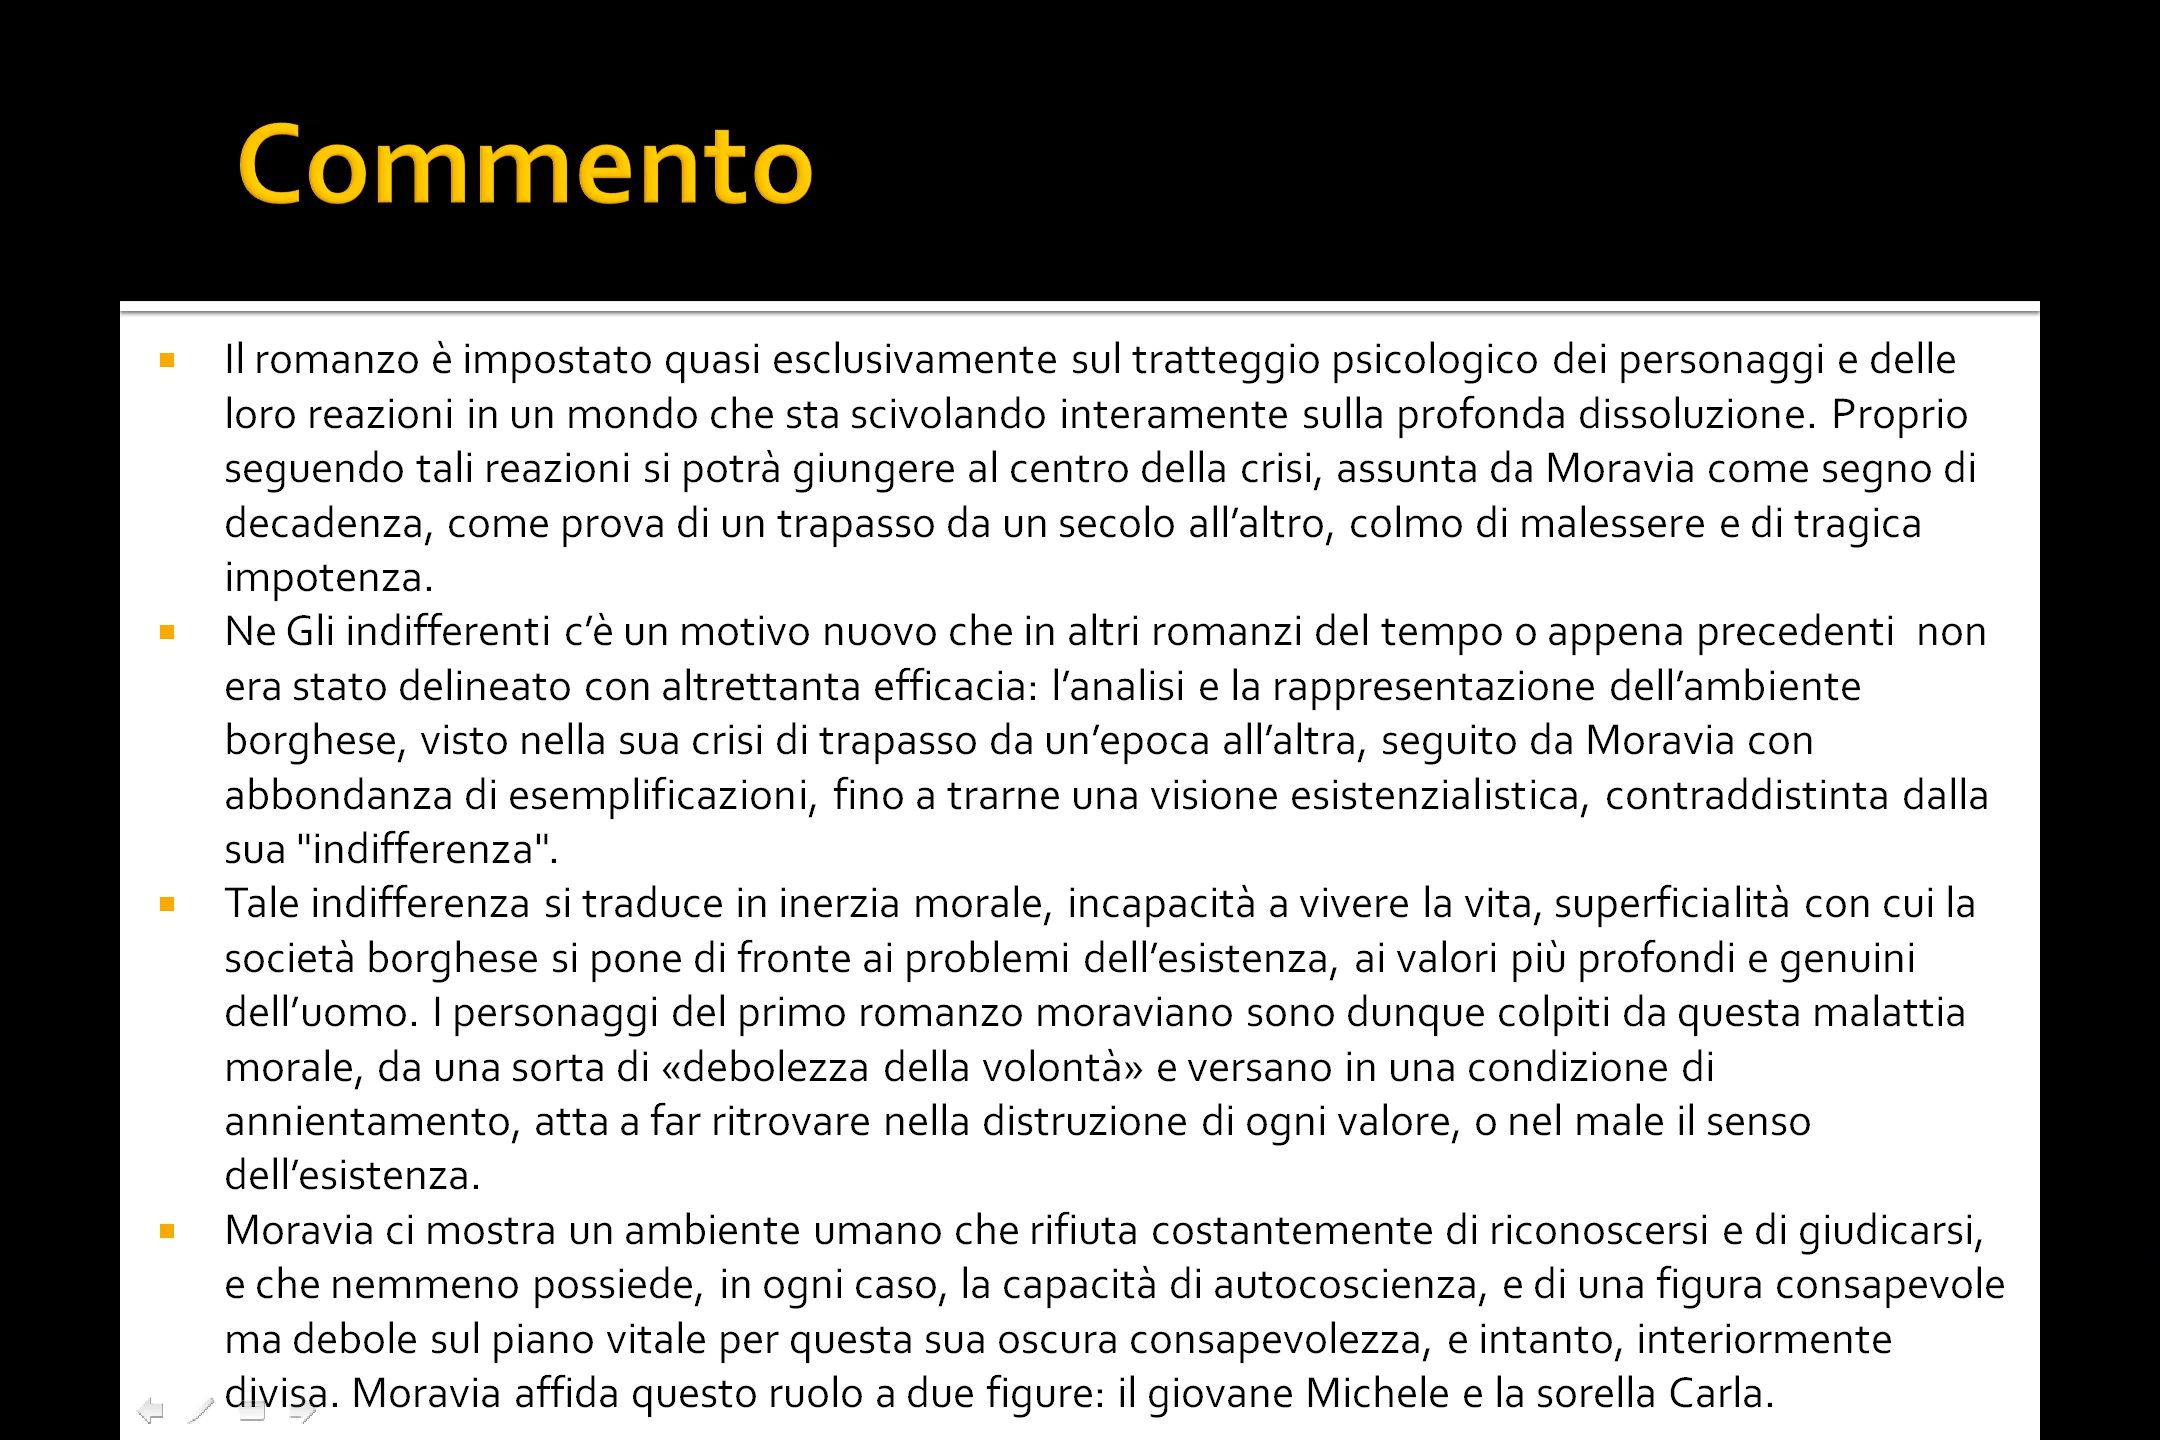 Commento
Il romanzo è impostato quasi esclusivamente sul tratteggio psicologico dei personaggi e delle
loro reazioni in un mondo che sta scivolando interamente sulla profonda dissoluzione. Proprio
seguendo tali reazioni si potrà giungere al centro della crisi, assunta da Moravia come segno di
decadenza, come prova di un trapasso da un secolo all’altro, colmo di malessere e di tragica
impotenza.
Ne Gli indifferenti c’è un motivo nuovo che in altri romanzi del tempo o appena precedenti  non
era stato delineato con altrettanta efficacia: l’analisi e la rappresentazione dell’ambiente
borghese, visto nella sua crisi di trapasso da un’epoca all’altra, seguito da Moravia con
abbondanza di esemplificazioni, fino a trarne una visione esistenzialistica, contraddistinta dalla
sua "indifferenza".
Tale indifferenza si traduce in inerzia morale, incapacità a vivere la vita, superficialità con cui la
società borghese si pone di fronte ai problemi dell’esistenza, ai valori più profondi e genuini
dell’uomo. I personaggi del primo romanzo moraviano sono dunque colpiti da questa malattia
morale, da una sorta di «debolezza della volontà» e versano in una condizione di
annientamento, atta a far ritrovare nella distruzione di ogni valore, o nel male il senso
dell’esistenza.
Moravia ci mostra un ambiente umano che rifiuta costantemente di riconoscersi e di giudicarsi,
e che nemmeno possiede, in ogni caso, la capacità di autocoscienza, e di una figura consapevole
ma debole sul piano vitale per questa sua oscura consapevolezza, e intanto, interiormente
divisa. Moravia affida questo ruolo a due figure: il giovane Michele e la sorella Carla.